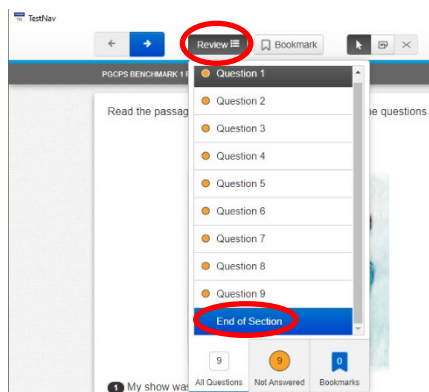 TestNav
Review Bookmark
PGCPS BENCHMARK 1
Read the passag ne questions
Question 1
Question 2
Question 3
Question 4
Question 5
Question 6
Question 7
Question 8
Question 9
End of Section
9 9 0
All Questions Not Answered Bookmarks
1 My show was